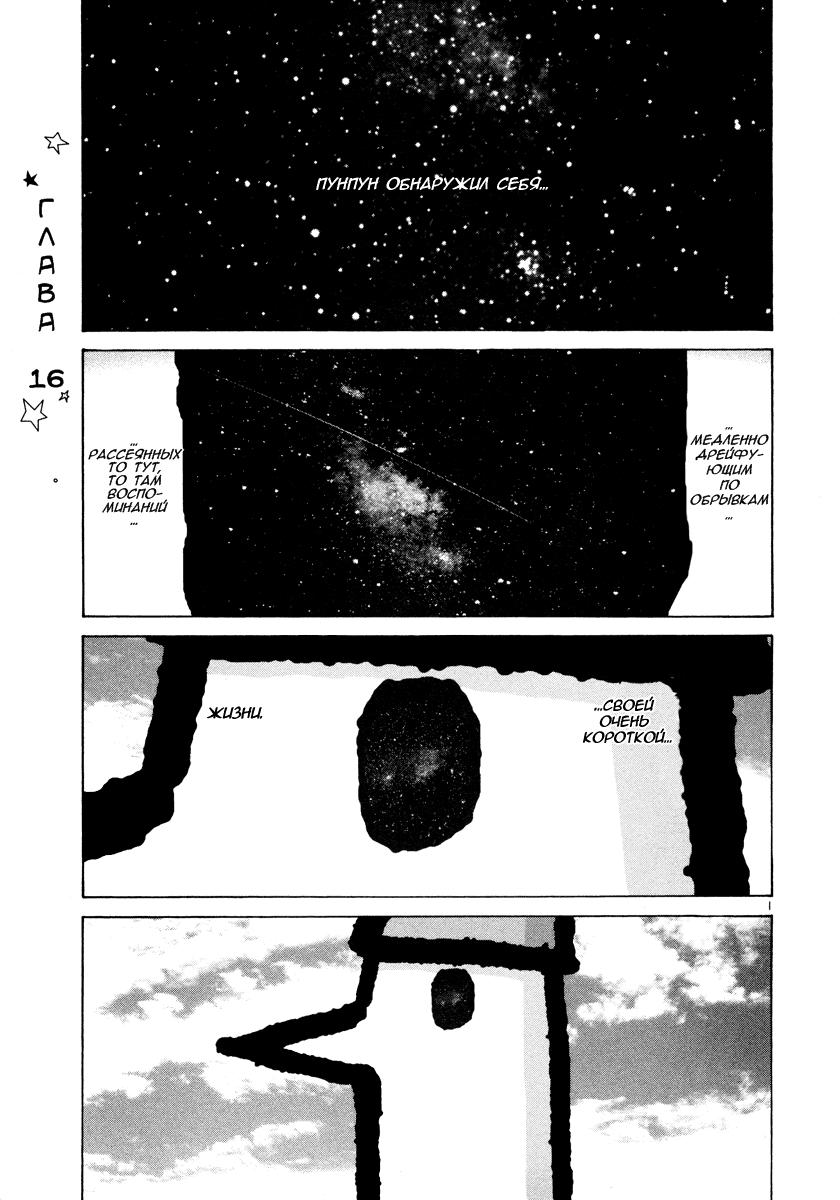 ГЛАВА
16
ПУНПУН ОБНАРУЖИЛ СЕБЯ...
...
МЕДЛЕННО
ДРЕЙФУ-
ЮЩИМ
ПО
ОБРЫВКАМ
...
...
РАССЕЯННЫХ
ТО ТУТ,
ТО ТАМ
ВОСПО-
МИНАНИЙ
...
...СВОЕЙ
ОЧЕНЬ
КОРОТКОЙ...
ЖИЗНИ.
1